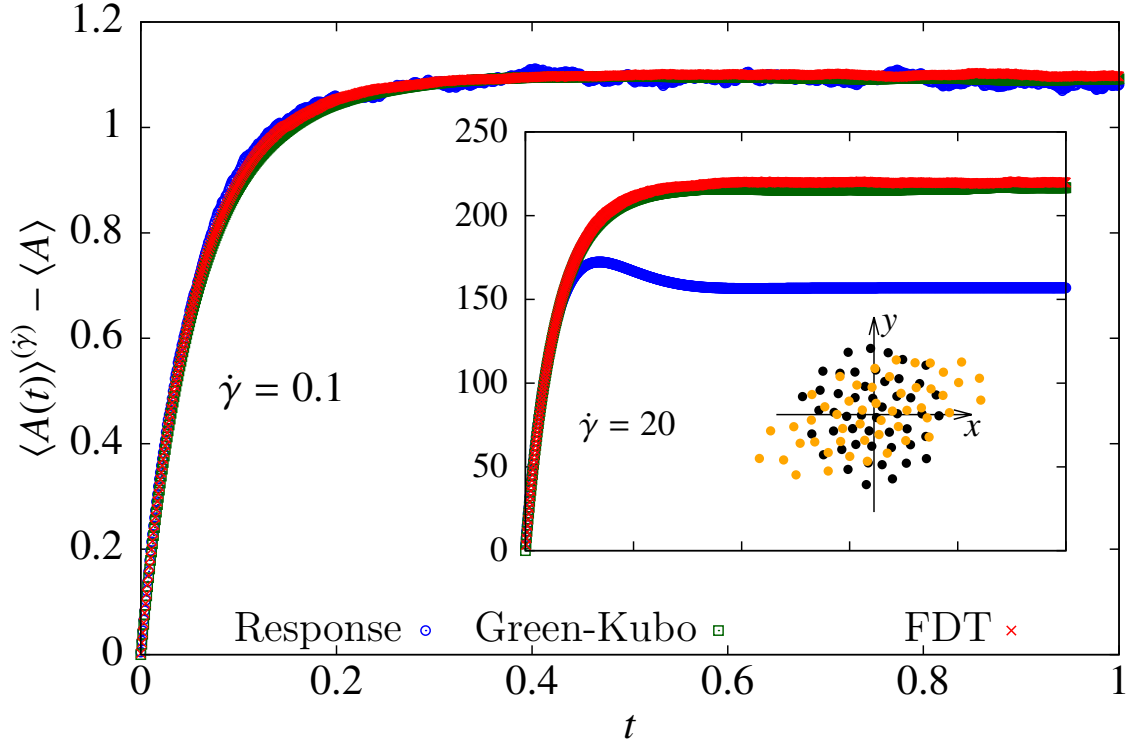 1.2
1
0.8
0.6
0.4
0.2
0
⟨A(t)⟩^(γ̇) − ⟨A⟩
γ̇ = 0.1
250
200
150
100
50
0
γ̇ = 20
y
x
Response Green-Kubo FDT
0 0.2 0.4 0.6 0.8 1
t